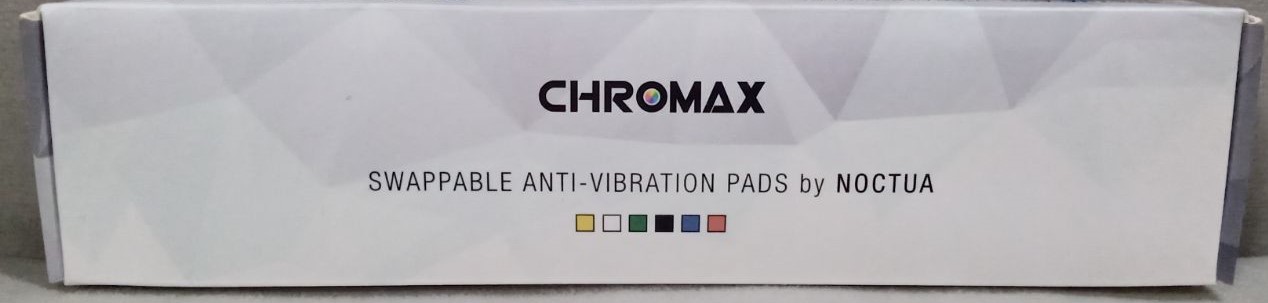 CHROMAX
SWAPPABLE ANTI-VIBRATION PADS by NOCTUA